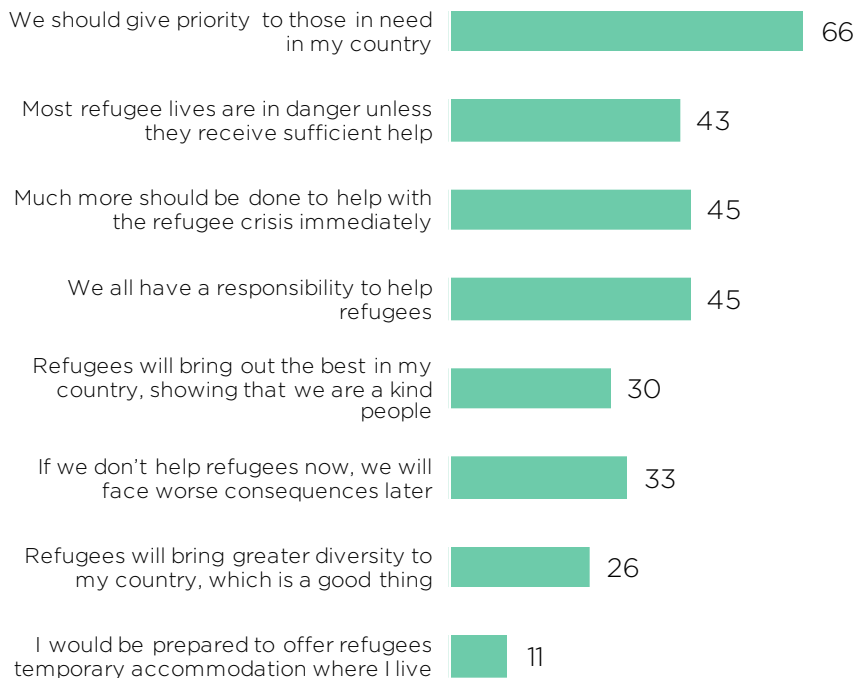 We should give priority to those in need
in my country
66
Most refugee lives are in danger unless
they receive sufficient help
43
Much more should be done to help with
the refugee crisis immediately
45
We all have a responsibility to help
refugees
45
Refugees will bring out the best in my
country, showing that we are a kind
people
30
If we don’t help refugees now, we will
face worse consequences later
33
Refugees will bring greater diversity to
my country, which is a good thing
26
I would be prepared to offer refugees
temporary accommodation where I live
11